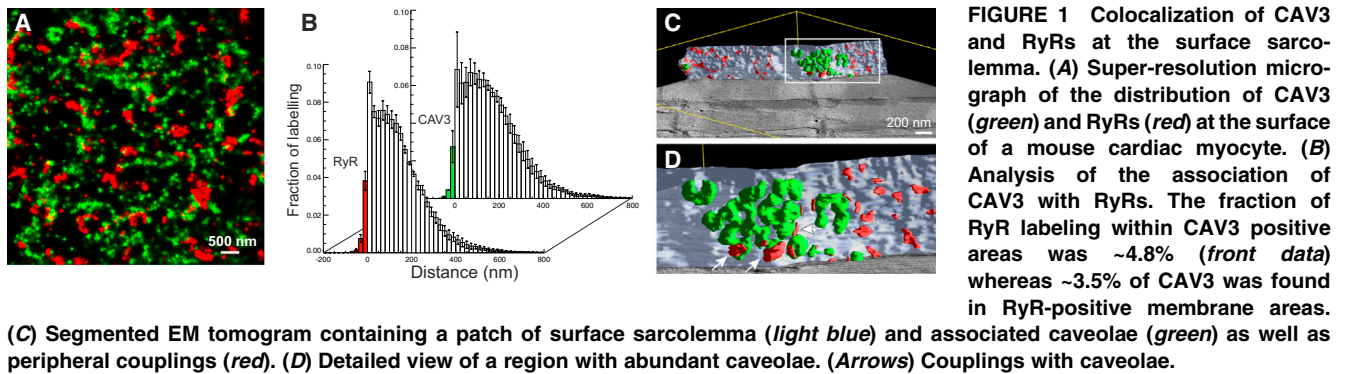 A
500 nm
B
0.10
0.08
0.06
0.04
0.02
0.00
Fraction of labelling
RyR
-200
0
200
400
600
800
Distance (nm)
0.10
0.08
0.06
CAV3
0
200
400
600
800
C
200 nm
D
FIGURE 1 Colocalization of CAV3
and RyRs at the surface sarco-
lemma. (A) Super-resolution micro-
graph of the distribution of CAV3
(green) and RyRs (red) at the surface
of a mouse cardiac myocyte. (B)
Analysis of the association of
CAV3 with RyRs. The fraction of
RyR labeling within CAV3 positive
areas was ~4.8% (front data)
whereas ~3.5% of CAV3 was found
in RyR-positive membrane areas.
(C) Segmented EM tomogram containing a patch of surface sarcolemma (light blue) and associated caveolae (green) as well as
peripheral couplings (red). (D) Detailed view of a region with abundant caveolae. (Arrows) Couplings with caveolae.